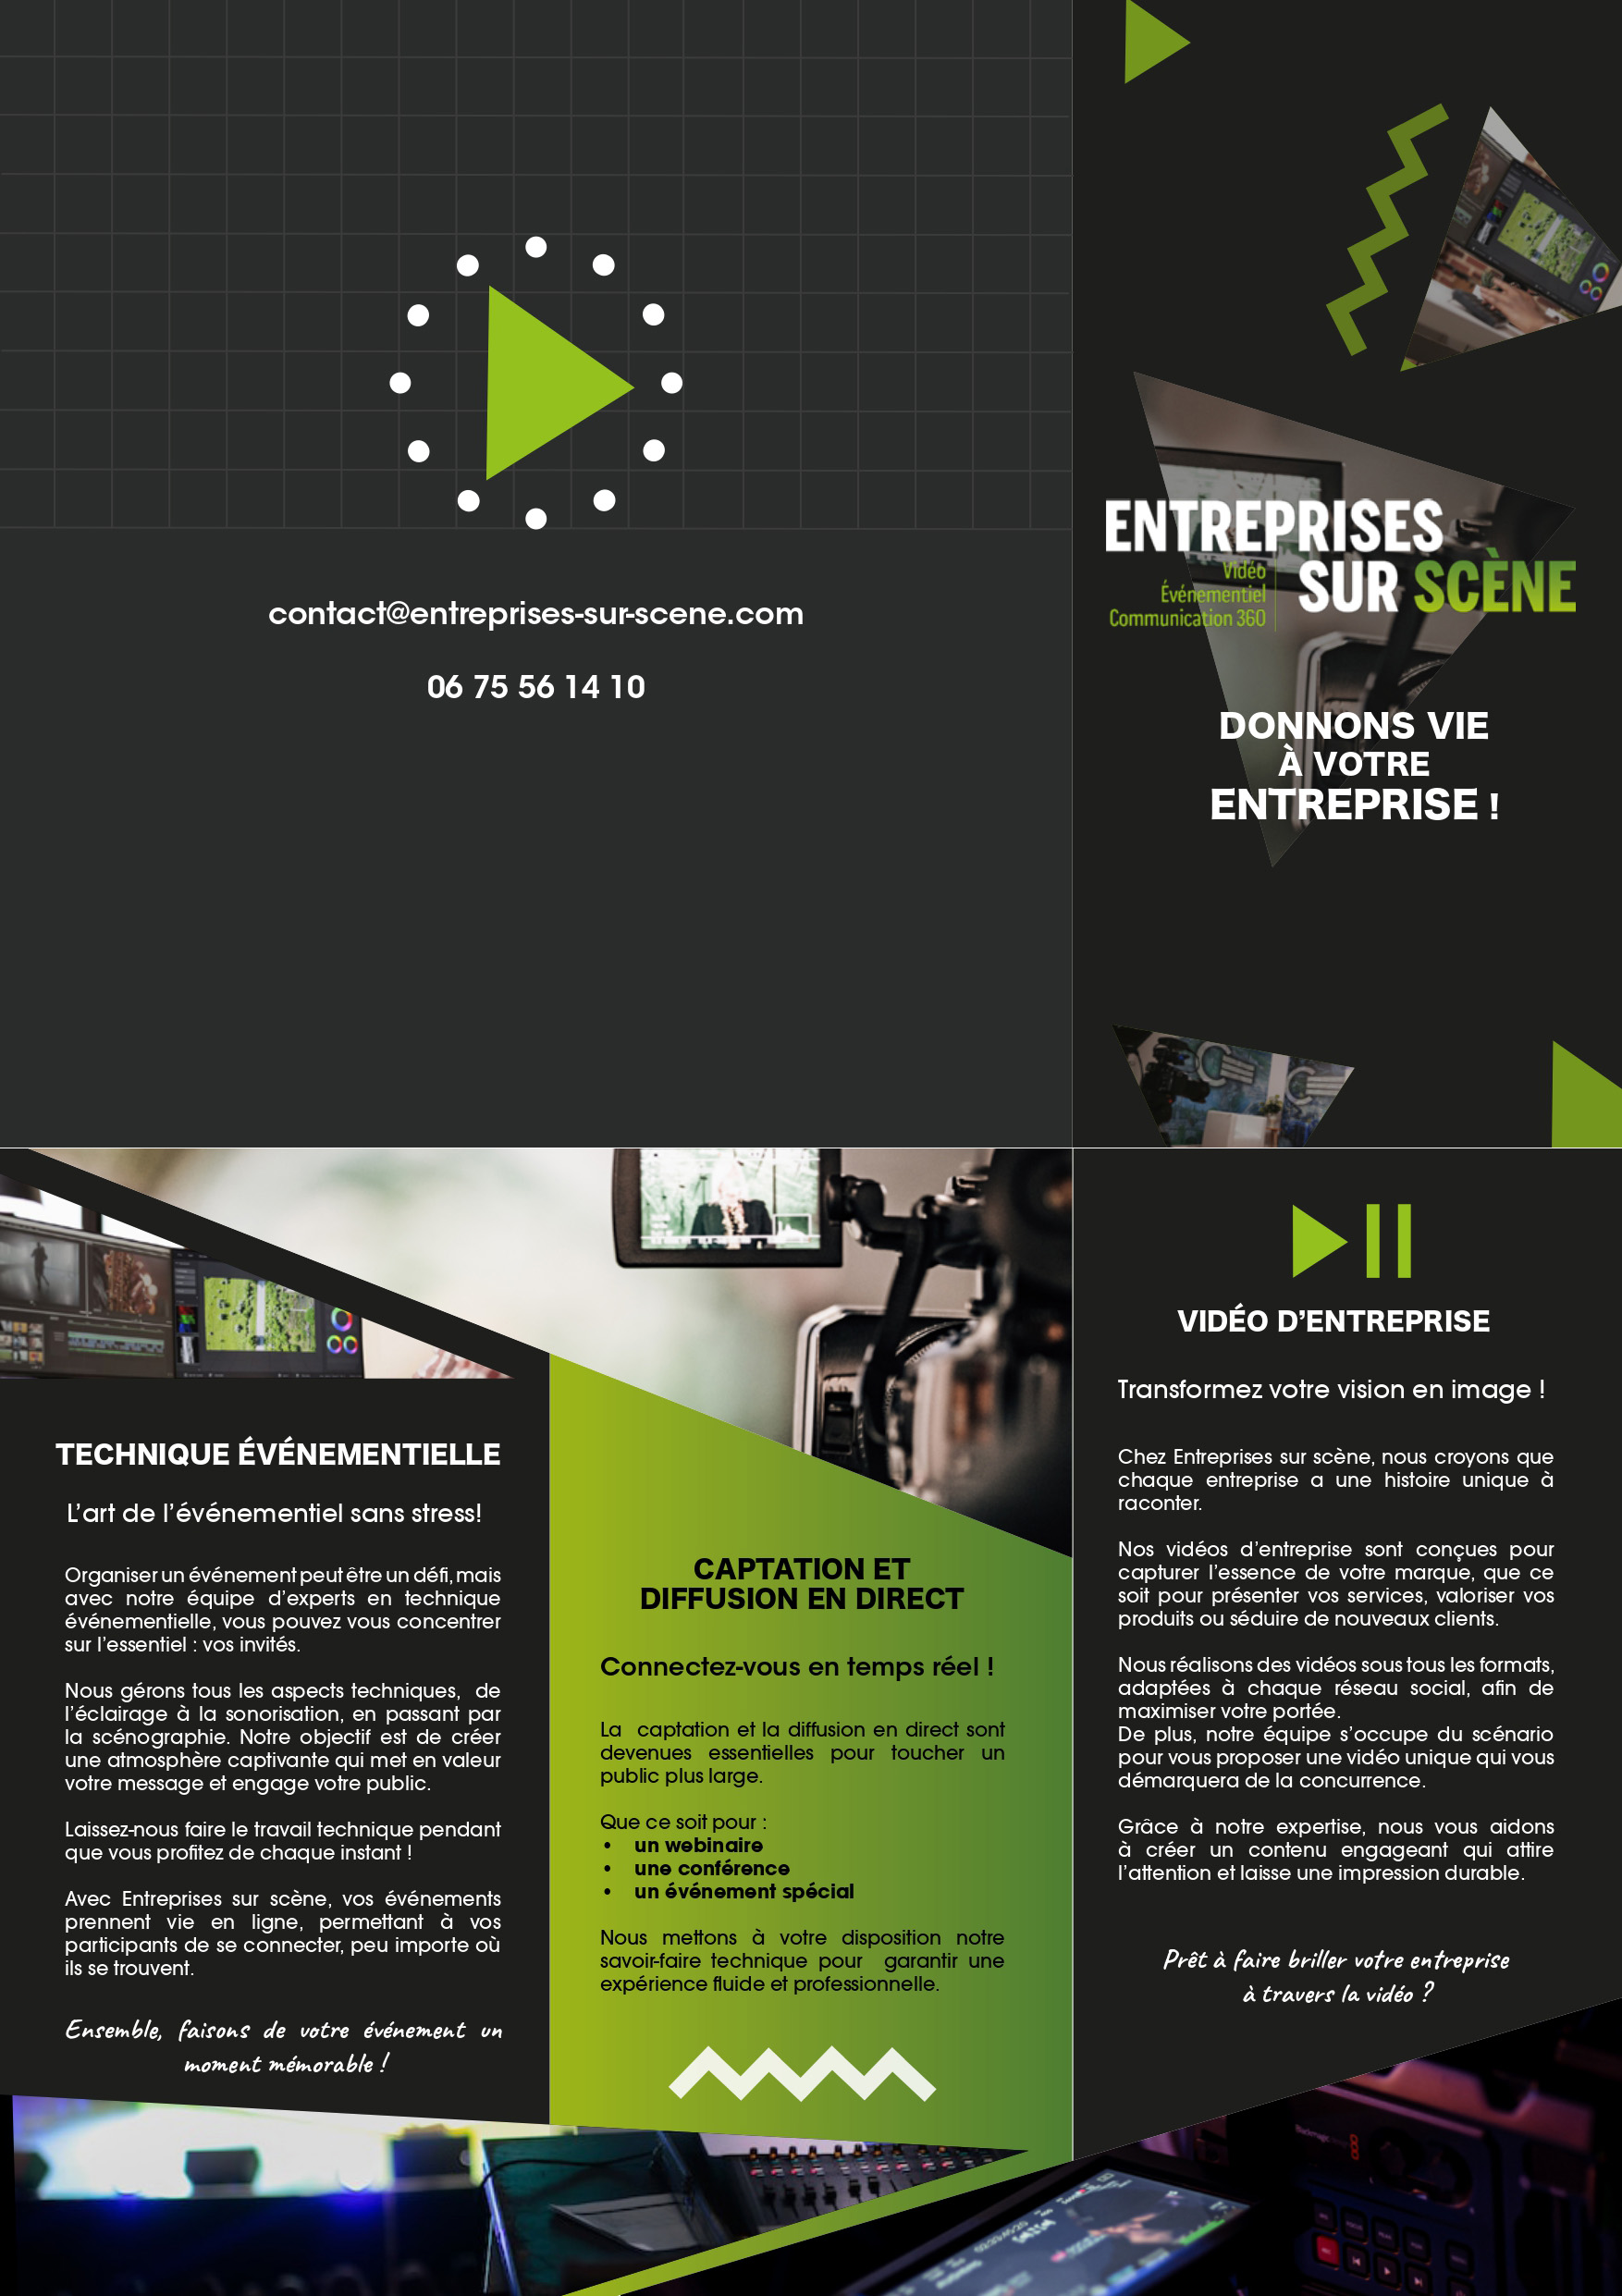 contact@entreprises-sur-scene.com
06 75 56 14 10
ENTREPRISES
SUR SCÈNE
Vidéo
Événementiel
Communication 360
DONNONS VIE
À VOTRE
ENTREPRISE !
TECHNIQUE ÉVÉNEMENTIELLE
L’art de l’événementiel sans stress!
Organiser un événement peut être un défi, mais
avec notre équipe d’experts en technique
événementielle, vous pouvez vous concentrer
sur l’essentiel : vos invités.
Nous gérons tous les aspects techniques, de
l’éclairage à la sonorisation, en passant par
la scénographie. Notre objectif est de créer
une atmosphère captivante qui met en valeur
votre message et engage votre public.
Laissez-nous faire le travail technique pendant
que vous profitez de chaque instant !
Avec Entreprises sur scène, vos événements
prennent vie en ligne, permettant à vos
participants de se connecter, peu importe où
ils se trouvent.
Ensemble, faisons de votre événement un
moment mémorable !
CAPTATION ET
DIFFUSION EN DIRECT
Connectez-vous en temps réel !
La captation et la diffusion en direct sont
devenues essentielles pour toucher un
public plus large.
Que ce soit pour :
• un webinaire
• une conférence
• un événement spécial
Nous mettons à votre disposition notre
savoir-faire technique pour garantir une
expérience fluide et professionnelle.
VIDÉO D’ENTREPRISE
Transformez votre vision en image !
Chez Entreprises sur scène, nous croyons que
chaque entreprise a une histoire unique à
raconter.
Nos vidéos d’entreprise sont conçues pour
capturer l’essence de votre marque, que ce
soit pour présenter vos services, valoriser vos
produits ou séduire de nouveaux clients.
Nous réalisons des vidéos sous tous les formats,
adaptées à chaque réseau social, afin de
maximiser votre portée.
De plus, notre équipe s’occupe du scénario
pour vous proposer une vidéo unique qui vous
démarquera de la concurrence.
Grâce à notre expertise, nous vous aidons
à créer un contenu engageant qui attire
l’attention et laisse une impression durable.
Prêt à faire briller votre entreprise
à travers la vidéo ?